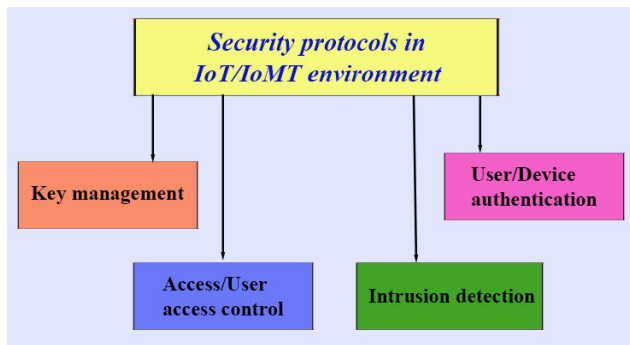 Security protocols in
IoT/IoMT environment
Key management
User/Device
authentication
Access/User
access control
Intrusion detection